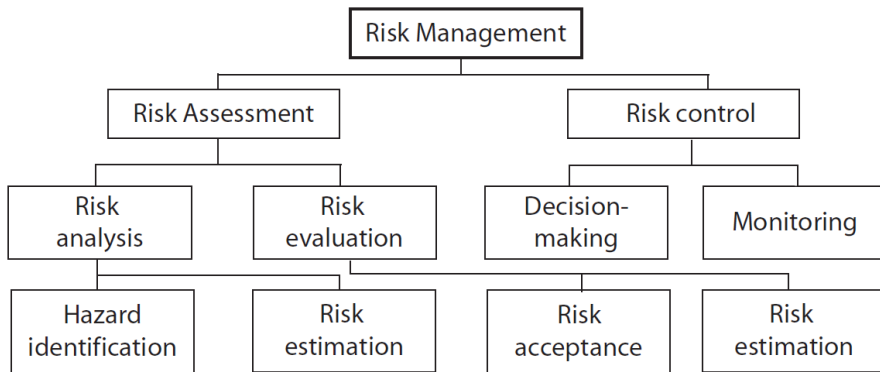 Risk Management
Risk Assessment
Risk control
Risk
analysis
Risk
evaluation
Decision-
making
Monitoring
Hazard
identification
Risk
estimation
Risk
acceptance
Risk
estimation